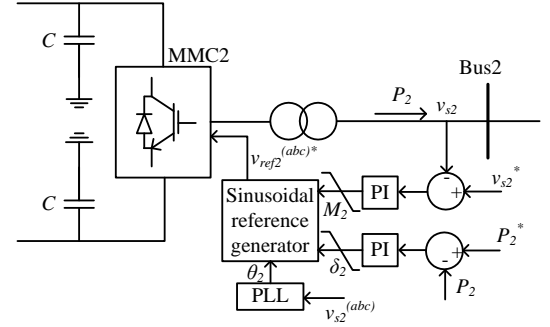 C
MMC2
Bus2
P2
vs2
vref2(abc)*
C
Sinusoidal
reference
generator
M2
PI
-
+
vs2*
δ2
PI
+
-
P2*
P2
θ2
PLL
vs2(abc)